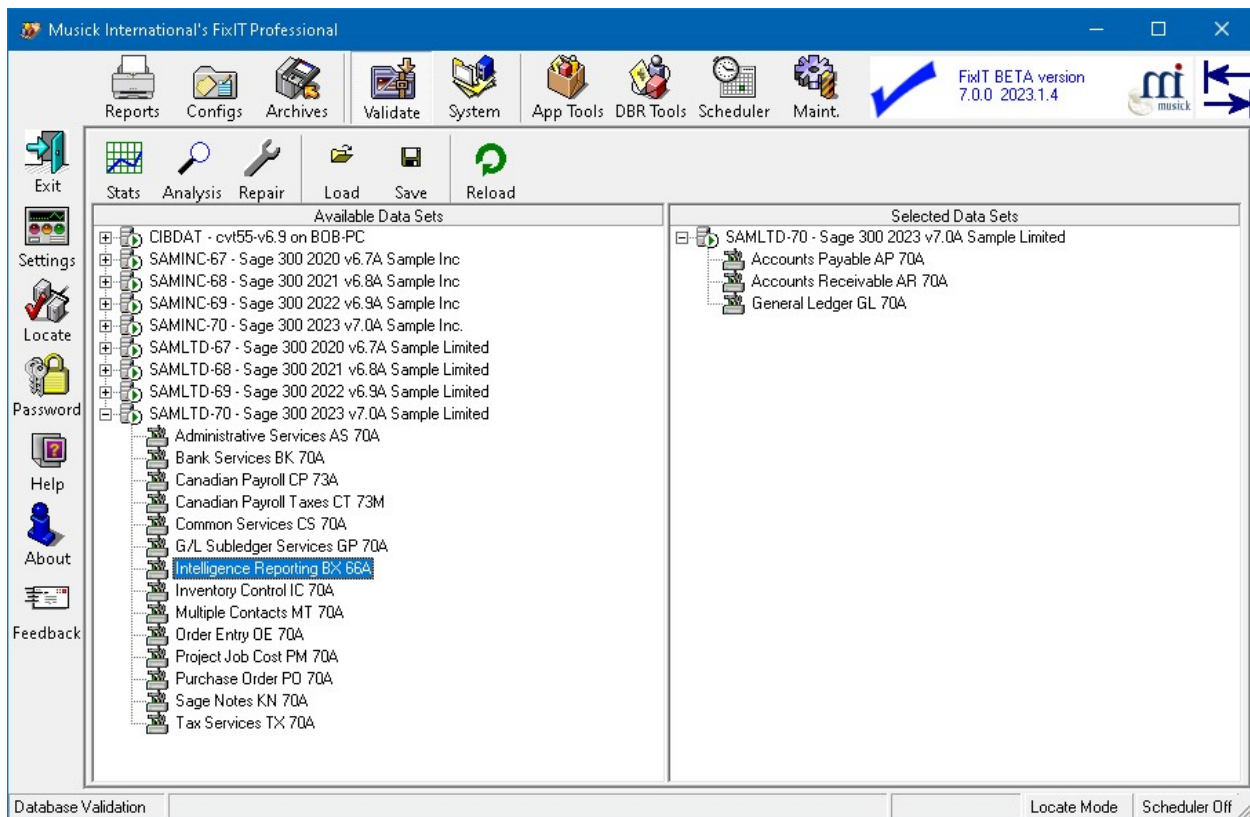 Musick International's FixIT Professional
Reports Configs Archives Validate System App Tools DBR Tools Scheduler Maint.
FixIT BETA version
7.0.0 2023.1.4
mi
musick
Exit
Settings
Locate
Password
Help
About
Feedback
Stats Analysis Repair Load Save Reload
Available Data Sets
CIBDAT - cvt55-v6.9 on BOB-PC
SAMINC-67 - Sage 300 2020 v6.7A Sample Inc
SAMINC-68 - Sage 300 2021 v6.8A Sample Inc
SAMINC-69 - Sage 300 2022 v6.9A Sample Inc
SAMINC-70 - Sage 300 2023 v7.0A Sample Inc.
SAMLTD-67 - Sage 300 2020 v6.7A Sample Limited
SAMLTD-68 - Sage 300 2021 v6.8A Sample Limited
SAMLTD-69 - Sage 300 2022 v6.9A Sample Limited
SAMLTD-70 - Sage 300 2023 v7.0A Sample Limited
Administrative Services AS 70A
Bank Services BK 70A
Canadian Payroll CP 73A
Canadian Payroll Taxes CT 73M
Common Services CS 70A
G/L Subledger Services GP 70A
Intelligence Reporting BX 66A
Inventory Control IC 70A
Multiple Contacts MT 70A
Order Entry OE 70A
Project Job Cost PM 70A
Purchase Order PO 70A
Sage Notes KN 70A
Tax Services TX 70A
Selected Data Sets
SAMLTD-70 - Sage 300 2023 v7.0A Sample Limited
Accounts Payable AP 70A
Accounts Receivable AR 70A
General Ledger GL 70A
Database Validation
Locate Mode
Scheduler Off